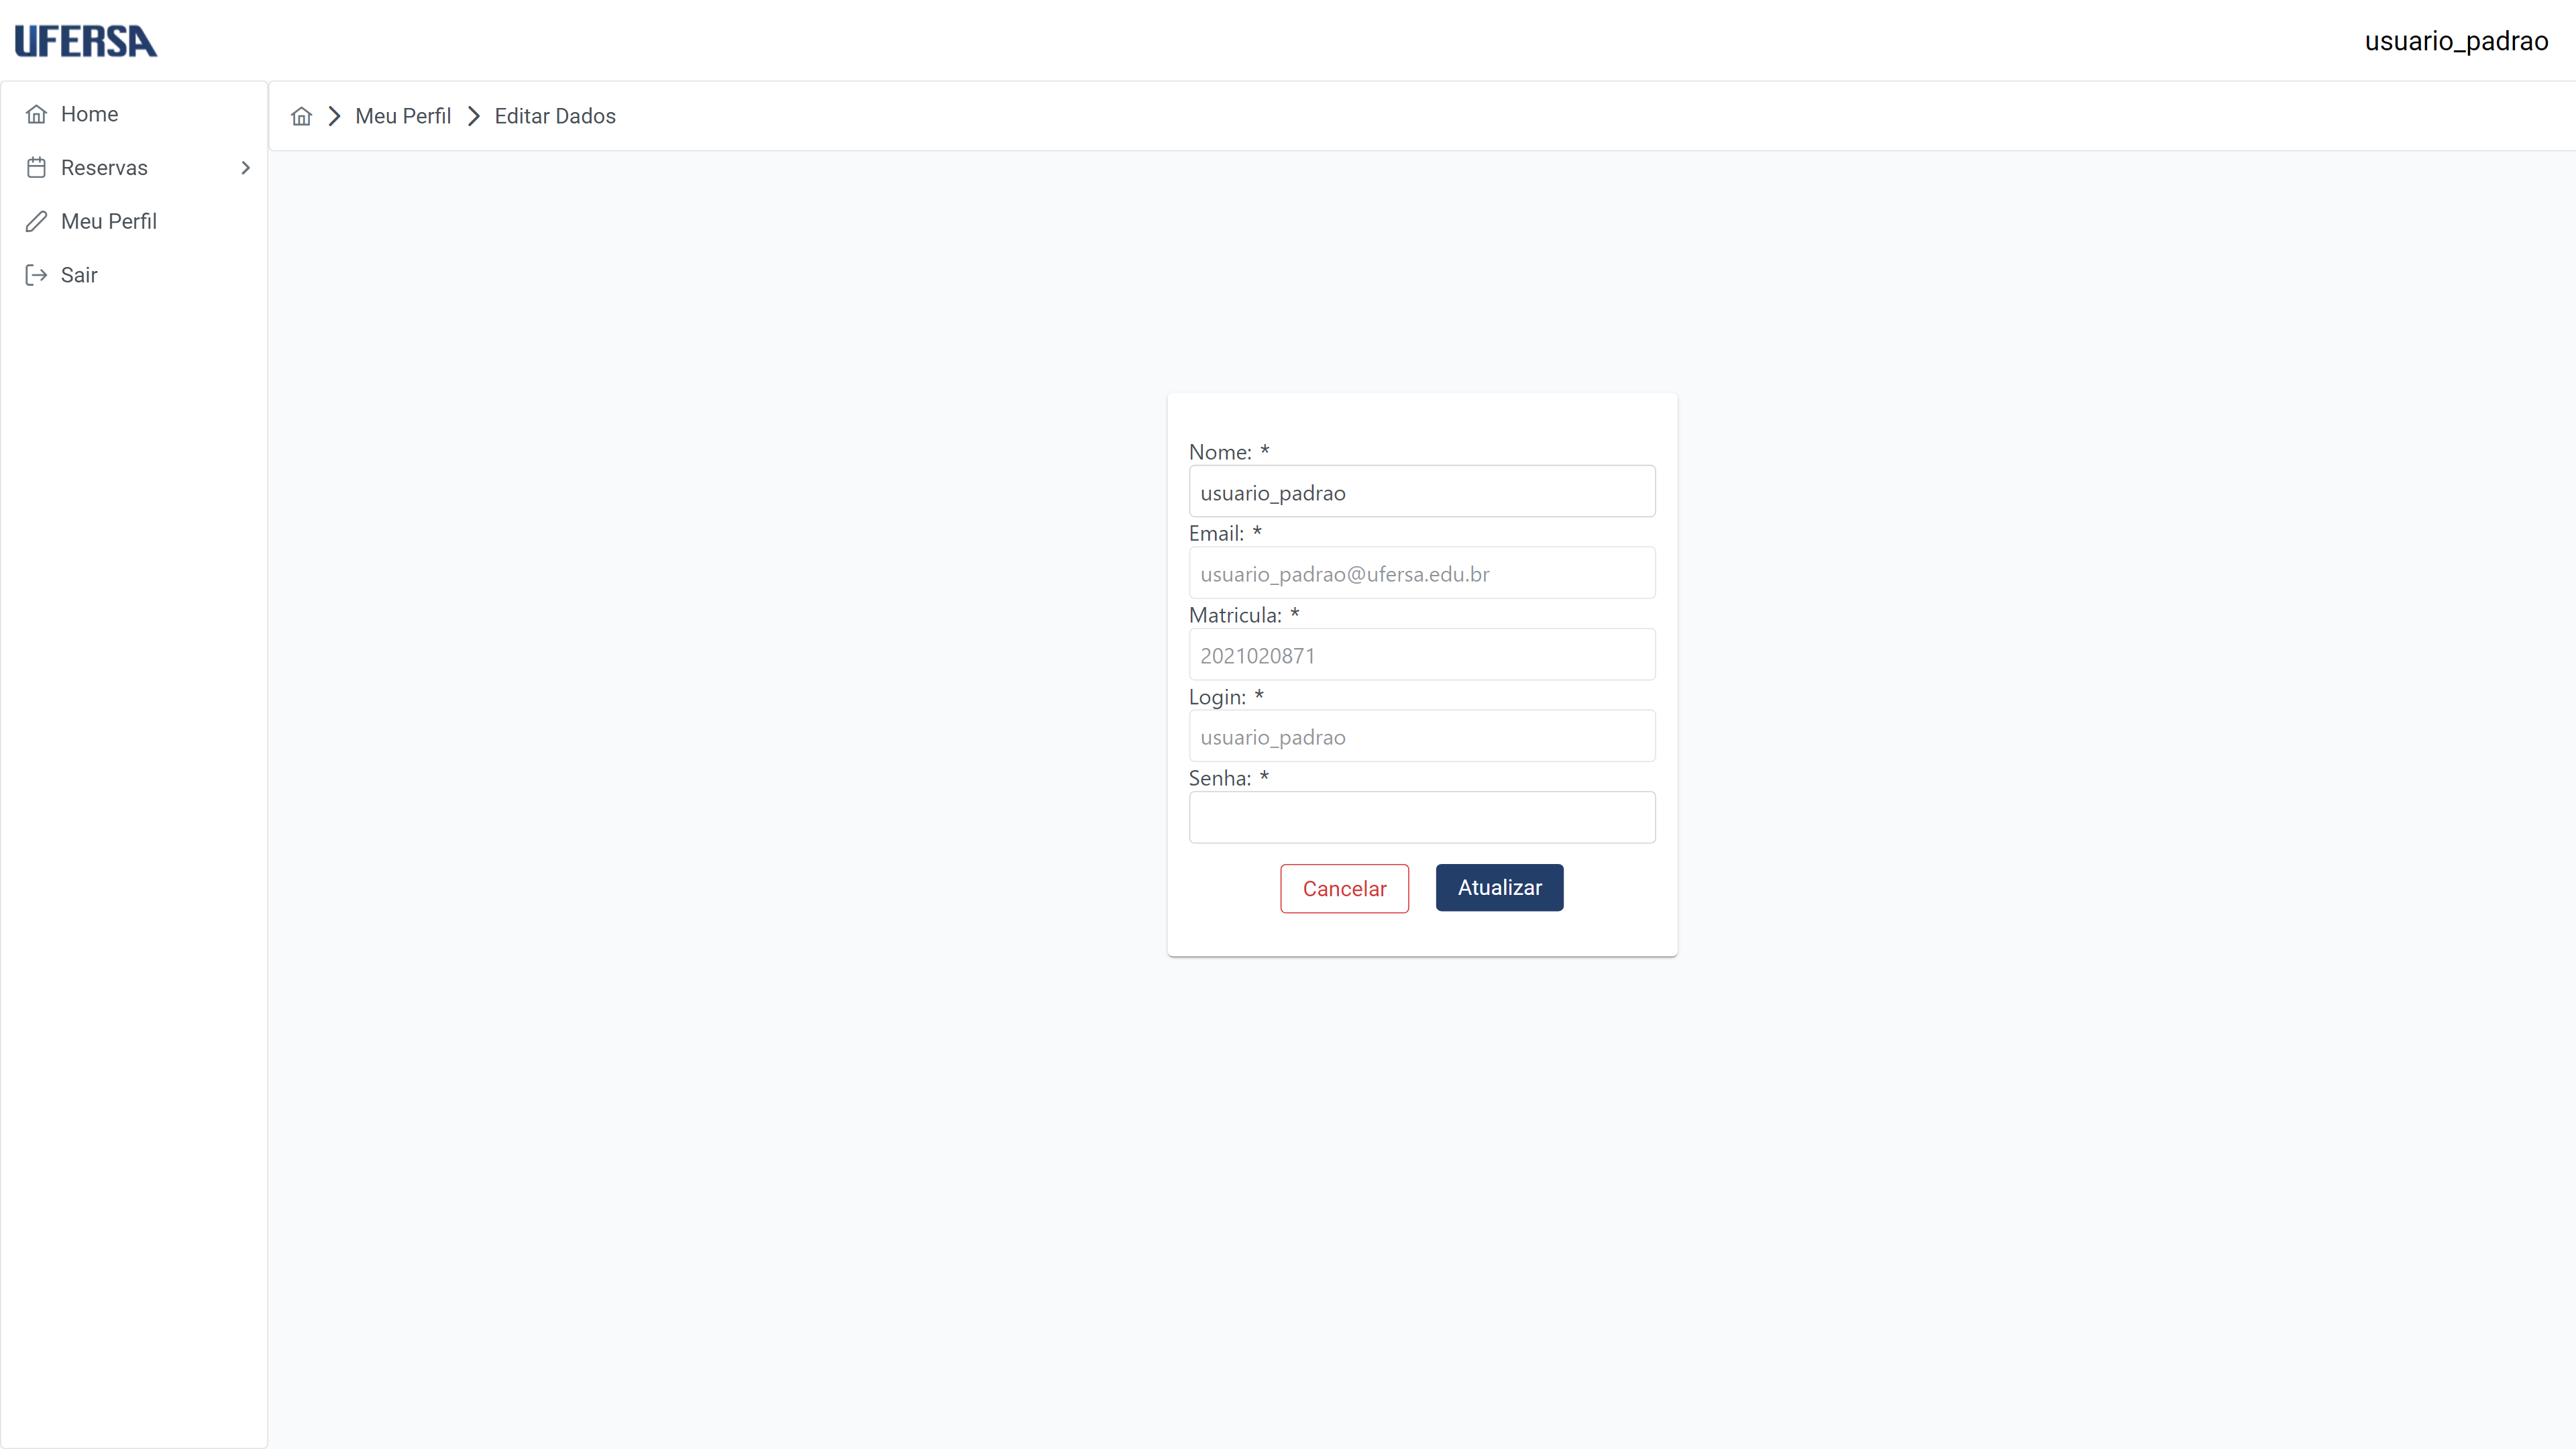 UFERSA
usuario_padrao
Home
Reservas
Meu Perfil
Sair
Meu Perfil Editar Dados
Nome: *
usuario_padrao
Email: *
usuario_padrao@ufersa.edu.br
Matricula: *
2021020871
Login: *
usuario_padrao
Senha: *
Cancelar Atualizar